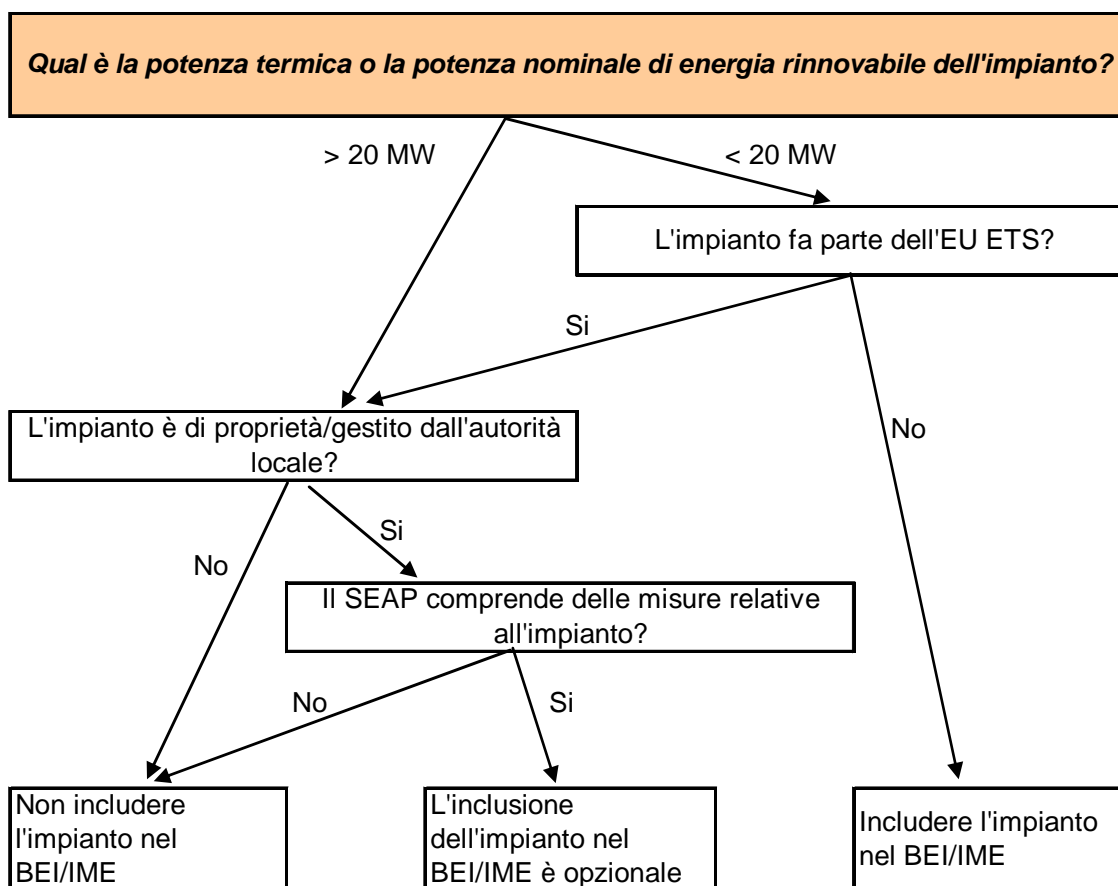 Qual è la potenza termica o la potenza nominale di energia rinnovabile dell'impianto?
> 20 MW
< 20 MW
L'impianto fa parte dell'EU ETS?
Si
L'impianto è di proprietà/gestito dall'autorità
locale?
No
Si
No
Il SEAP comprende delle misure relative
all'impianto?
No
Si
Non includere
l'impianto nel
BEI/IME
L'inclusione
dell'impianto nel
BEI/IME è opzionale
Includere l'impianto
nel BEI/IME